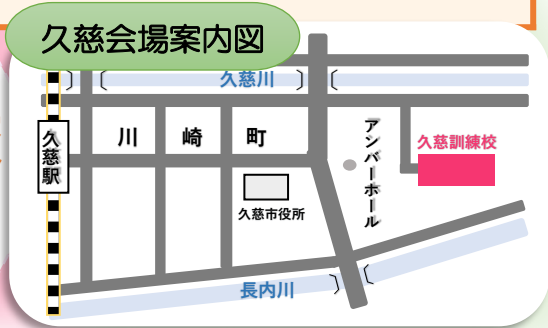 久慈会場案内図
久慈川
川崎町
アンバーホール
久慈訓練校
久慈駅
久慈市役所
長内川